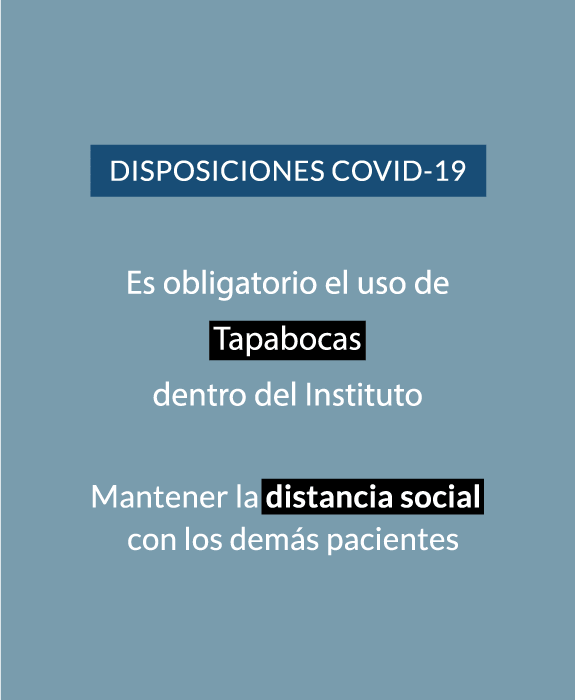 DISPOSICIONES COVID-19
Es obligatorio el uso de
Tapabocas
dentro del Instituto
Mantener la distancia social
con los demás pacientes